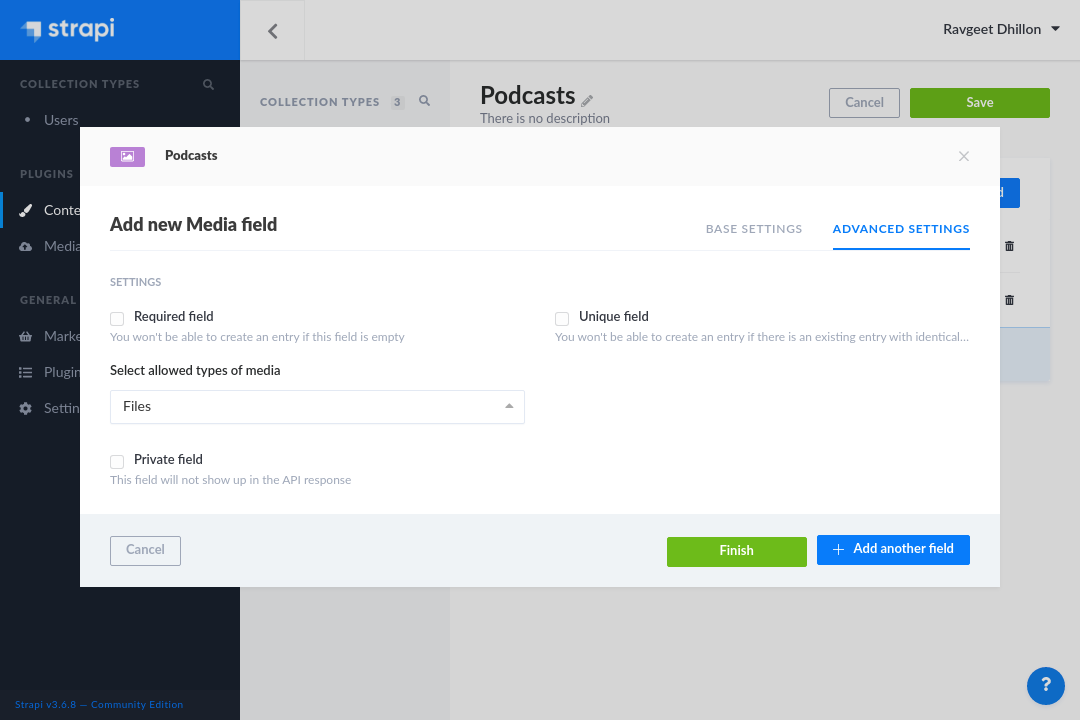 strapi
Ravgeet Dhillon
COLLECTION TYPES
Users
PLUGINS
Conte
Media
GENERAL
Marke
Plugin
Settin
Strapi v3.6.8 — Community Edition
COLLECTION TYPES 3
Podcasts
There is no description
Cancel
Save
d
Podcasts
Add new Media field
BASE SETTINGS
ADVANCED SETTINGS
SETTINGS
Required field
You won't be able to create an entry if this field is empty
Unique field
You won't be able to create an entry if there is an existing entry with identical...
Select allowed types of media
Files
Private field
This field will not show up in the API response
Cancel
Finish
Add another field
?